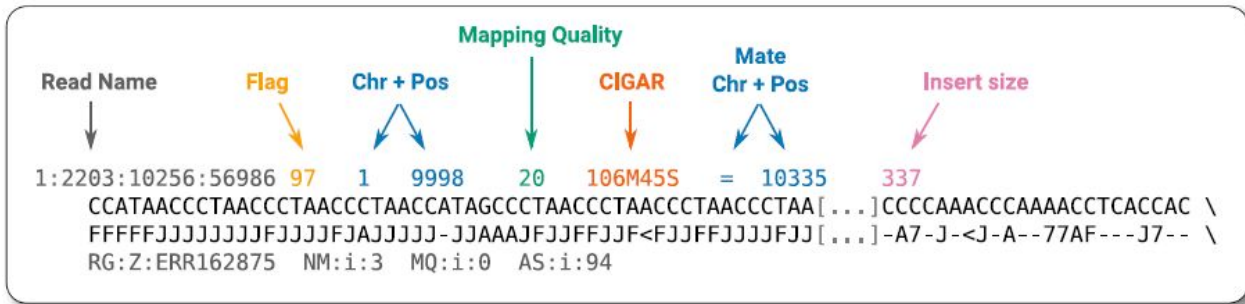 Mapping Quality
Mate
Read Name Flag Chr + Pos CIGAR Chr + Pos Insert size
1:2203:10256:56986 97 1 9998 20 106M45S = 10335 337
CCATAACCCTAACCCTAACCCTAACCATAGCCCTAACCCTAACCCTAACCCTAA[...]CCCCAAACCCAAAACCTCACCAC \
FFFFFJJJJJJJJFJJJJFJAJJJJJ-JJAAAJFJJFFJJF<FJJFFJJJJFJJ[...]-A7-J-<J-A--77AF---J7-- \
RG:Z:ERR162875 NM:i:3 MQ:i:0 AS:i:94